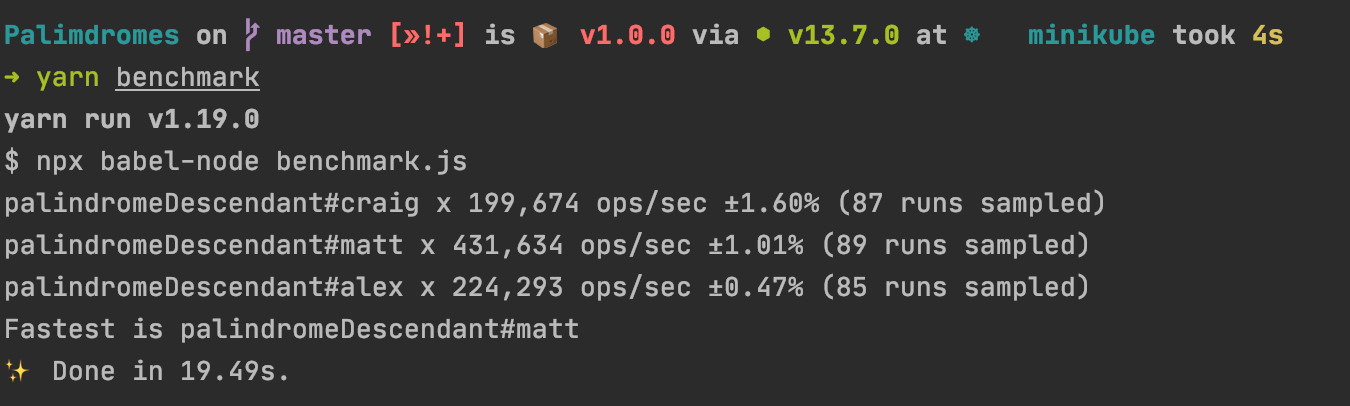 Palimdromes on master [»!+] is 📦 v1.0.0 via ⬢ v13.7.0 at ☸ minikube took 4s
➜ yarn benchmark
yarn run v1.19.0
$ npx babel-node benchmark.js
palindromeDescendant#craig x 199,674 ops/sec ±1.60% (87 runs sampled)
palindromeDescendant#matt x 431,634 ops/sec ±1.01% (89 runs sampled)
palindromeDescendant#alex x 224,293 ops/sec ±0.47% (85 runs sampled)
Fastest is palindromeDescendant#matt
✨ Done in 19.49s.